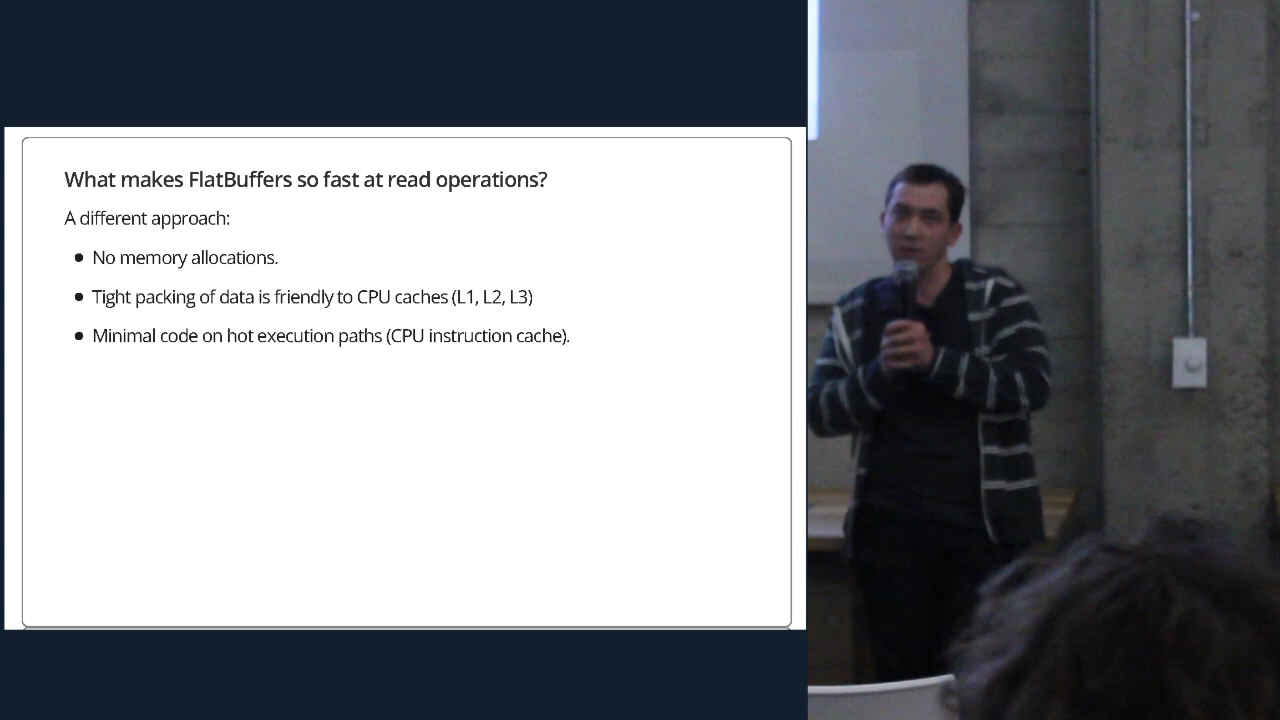 What makes FlatBuffers so fast at read operations?
A different approach:
● No memory allocations.
● Tight packing of data is friendly to CPU caches (L1, L2, L3)
● Minimal code on hot execution paths (CPU instruction cache).